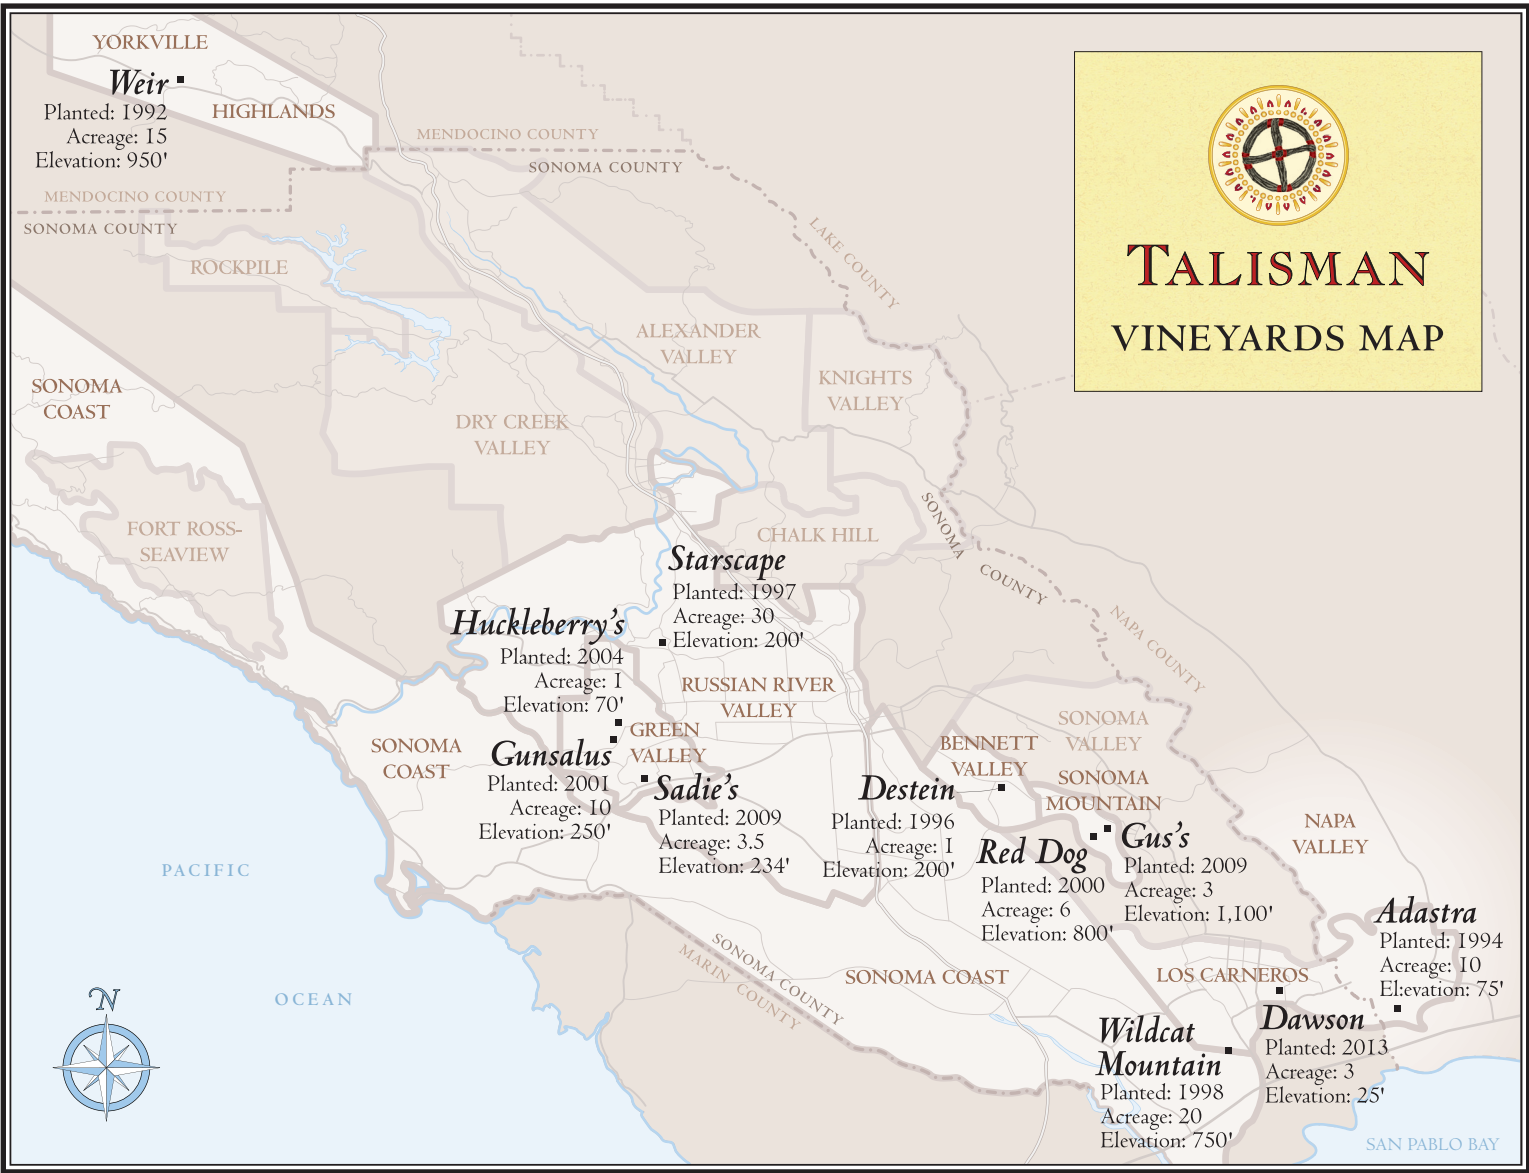 YORKVILLE
HIGHLANDS
Weir
Planted: 1992
Acreage: 15
Elevation: 950'
MENDOCINO COUNTY
SONOMA COUNTY
MENDOCINO COUNTY
SONOMA COUNTY
TALISMAN
VINEYARDS MAP
LAKE COUNTY
ROCKPILE
ALEXANDER
VALLEY
KNIGHTS
VALLEY
SONOMA
COAST
DRY CREEK
VALLEY
FORT ROSS-
SEAVIEW
CHALK HILL
SONOMA
COUNTY
NAPA COUNTY
Starscape
Planted: 1997
Acreage: 30
Elevation: 200'
Huckleberry's
Planted: 2004
Acreage: 1
Elevation: 70'
RUSSIAN RIVER
VALLEY
GREEN
VALLEY
SONOMA
COAST
Gunsalus
Planted: 2001
Acreage: 10
Elevation: 250'
Sadie's
Planted: 2009
Acreage: 3.5
Elevation: 234'
SONOMA
VALLEY
BENNETT
VALLEY
SONOMA
MOUNTAIN
Destein
Planted: 1996
Acreage: 1
Elevation: 200'
Red Dog
Planted: 2000
Acreage: 6
Elevation: 800'
Gus's
Planted: 2009
Acreage: 3
Elevation: 1,100'
NAPA
VALLEY
Adastra
Planted: 1994
Acreage: 10
El:evation: 75'
PACIFIC
OCEAN
N
SONOMA COUNTY
MARIN COUNTY
SONOMA COAST
LOS CARNEROS
Wildcat
Mountain
Planted: 1998
Acreage: 20
Elevation: 750'
Dawson
Planted: 2013
Acreage: 3
Elevation: 25'
SAN PABLO BAY